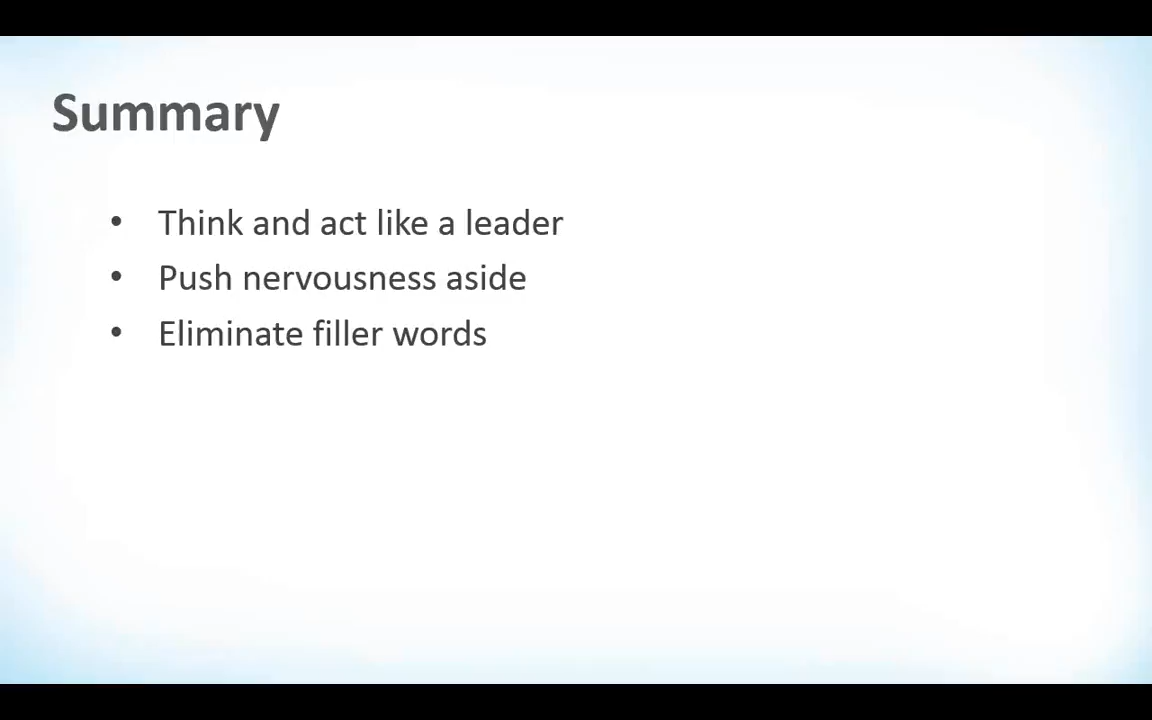 Summary
• Think and act like a leader
• Push nervousness aside
• Eliminate filler words